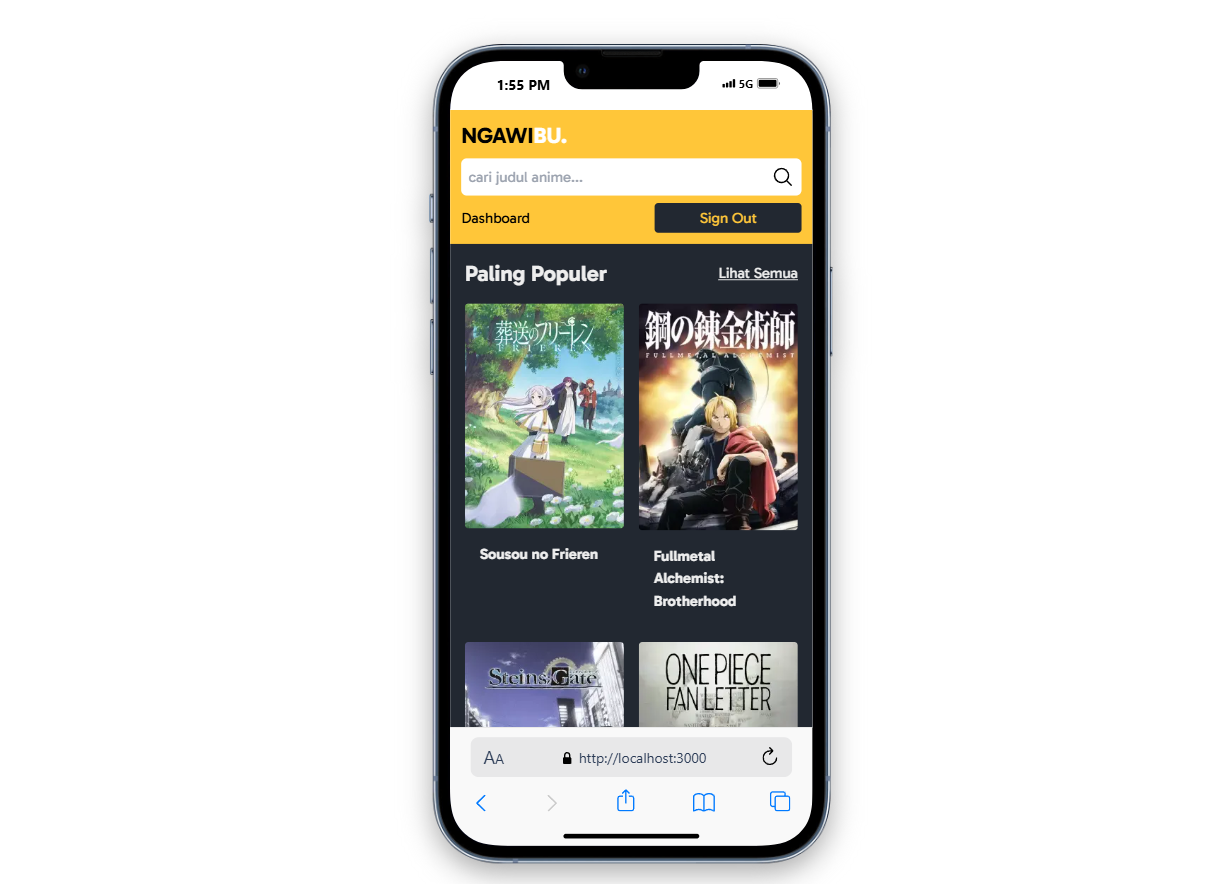 1:55 PM
5G
NGAWIBU.
cari judul anime...
Dashboard
Sign Out
Paling Populer
Lihat Semua
葬送のフリーレン
FRIEREN
鋼の錬金術師
FULLMETAL ALCHEMIST
Sousou no Frieren
Fullmetal
Alchemist:
Brotherhood
Steins;Gate
ONE PIECE
FAN LETTER
AA
http://localhost:3000